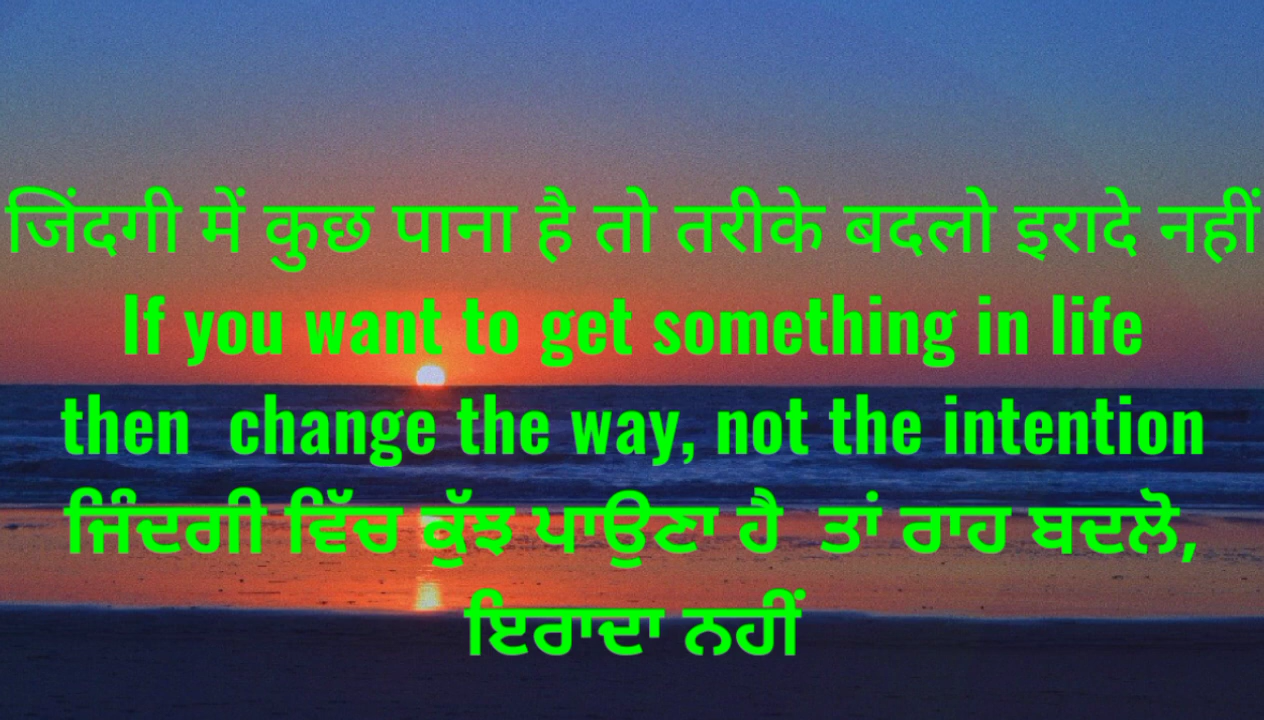 जिंदगी में कुछ पाना है तो तरीके बदलो इरादे नहीं
If you want to get something in life
then change the way, not the intention
ਜਿੰਦਗੀ ਵਿੱਚ ਕੁੱਝ ਪਾਉਣਾ ਹੈ ਤਾਂ ਰਾਹ ਬਦਲੋ,
ਇਰਾਦਾ ਨਹੀਂ